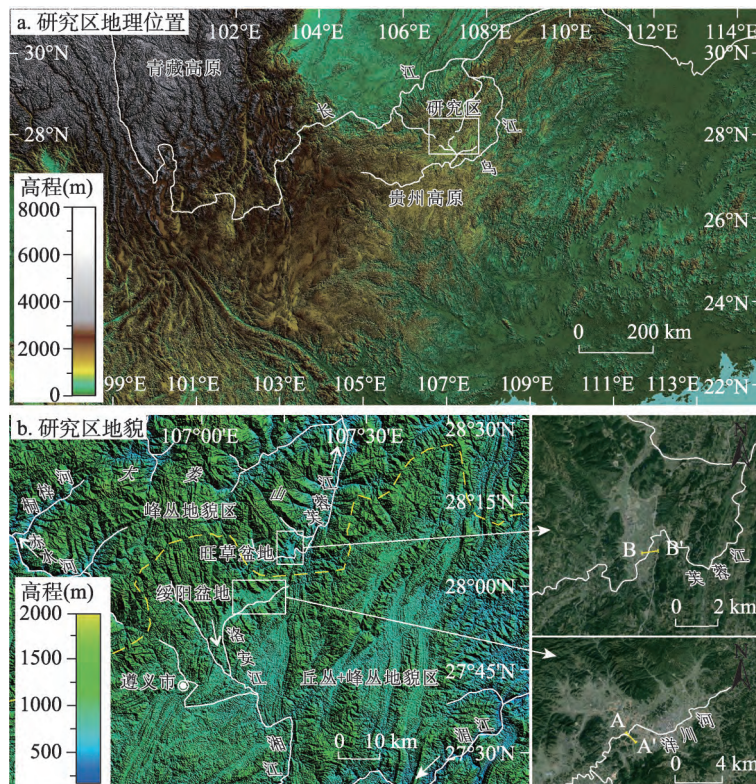 a. 研究区地理位置
102°E 104°E 106°E 108°E 110°E 112°E 114°E
30°N
30°N
青藏高原
长
江
江
研究区
28°N
28°N
乌
贵州高原
高程(m)
8000
6000
4000
2000
0
26°N
24°N
22°N
0 200 km
99°E 101°E 103°E 105°E 107°E 109°E 111°E 113°E
b. 研究区地貌
107°00'E
107°30'E
28°30'N
28°15'N
28°00'N
27°45'N
27°30'N
桐梓河
大
娄
山
峰丛地貌区
赤水河
芙蓉江
旺草盆地
绥阳盆地
洛安江
遵义市
丘丛+峰丛地貌区
湘江
湄江
0 10 km
高程(m)
2000
1500
1000
500
B B'
芙蓉江
0 2 km
A
A'
洋川河
0 4 km